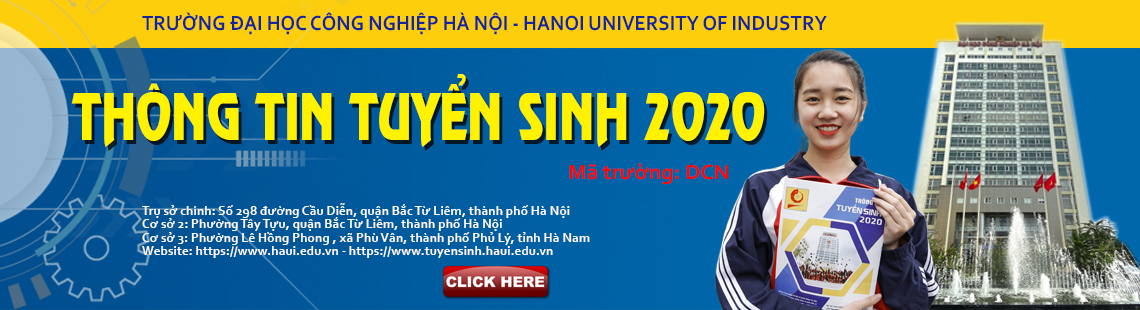 TRƯỜNG ĐẠI HỌC CÔNG NGHIỆP HÀ NỘI - HANOI UNIVERSITY OF INDUSTRY
THÔNG TIN TUYỂN SINH 2020
Mã trường: DCN
Trụ sở chính: Số 298 đường Cầu Diễn, quận Bắc Từ Liêm, thành phố Hà Nội
Cơ sở 2: Phường Tây Tựu, quận Bắc Từ Liêm, thành phố Hà Nội
Cơ sở 3: Phường Lê Hồng Phong , xã Phù Vân, thành phố Phủ Lý, tỉnh Hà Nam
Website: https://www.haui.edu.vn - https://www.tuyensinh.haui.edu.vn
CLICK HERE
TUYỂN SINH
2020